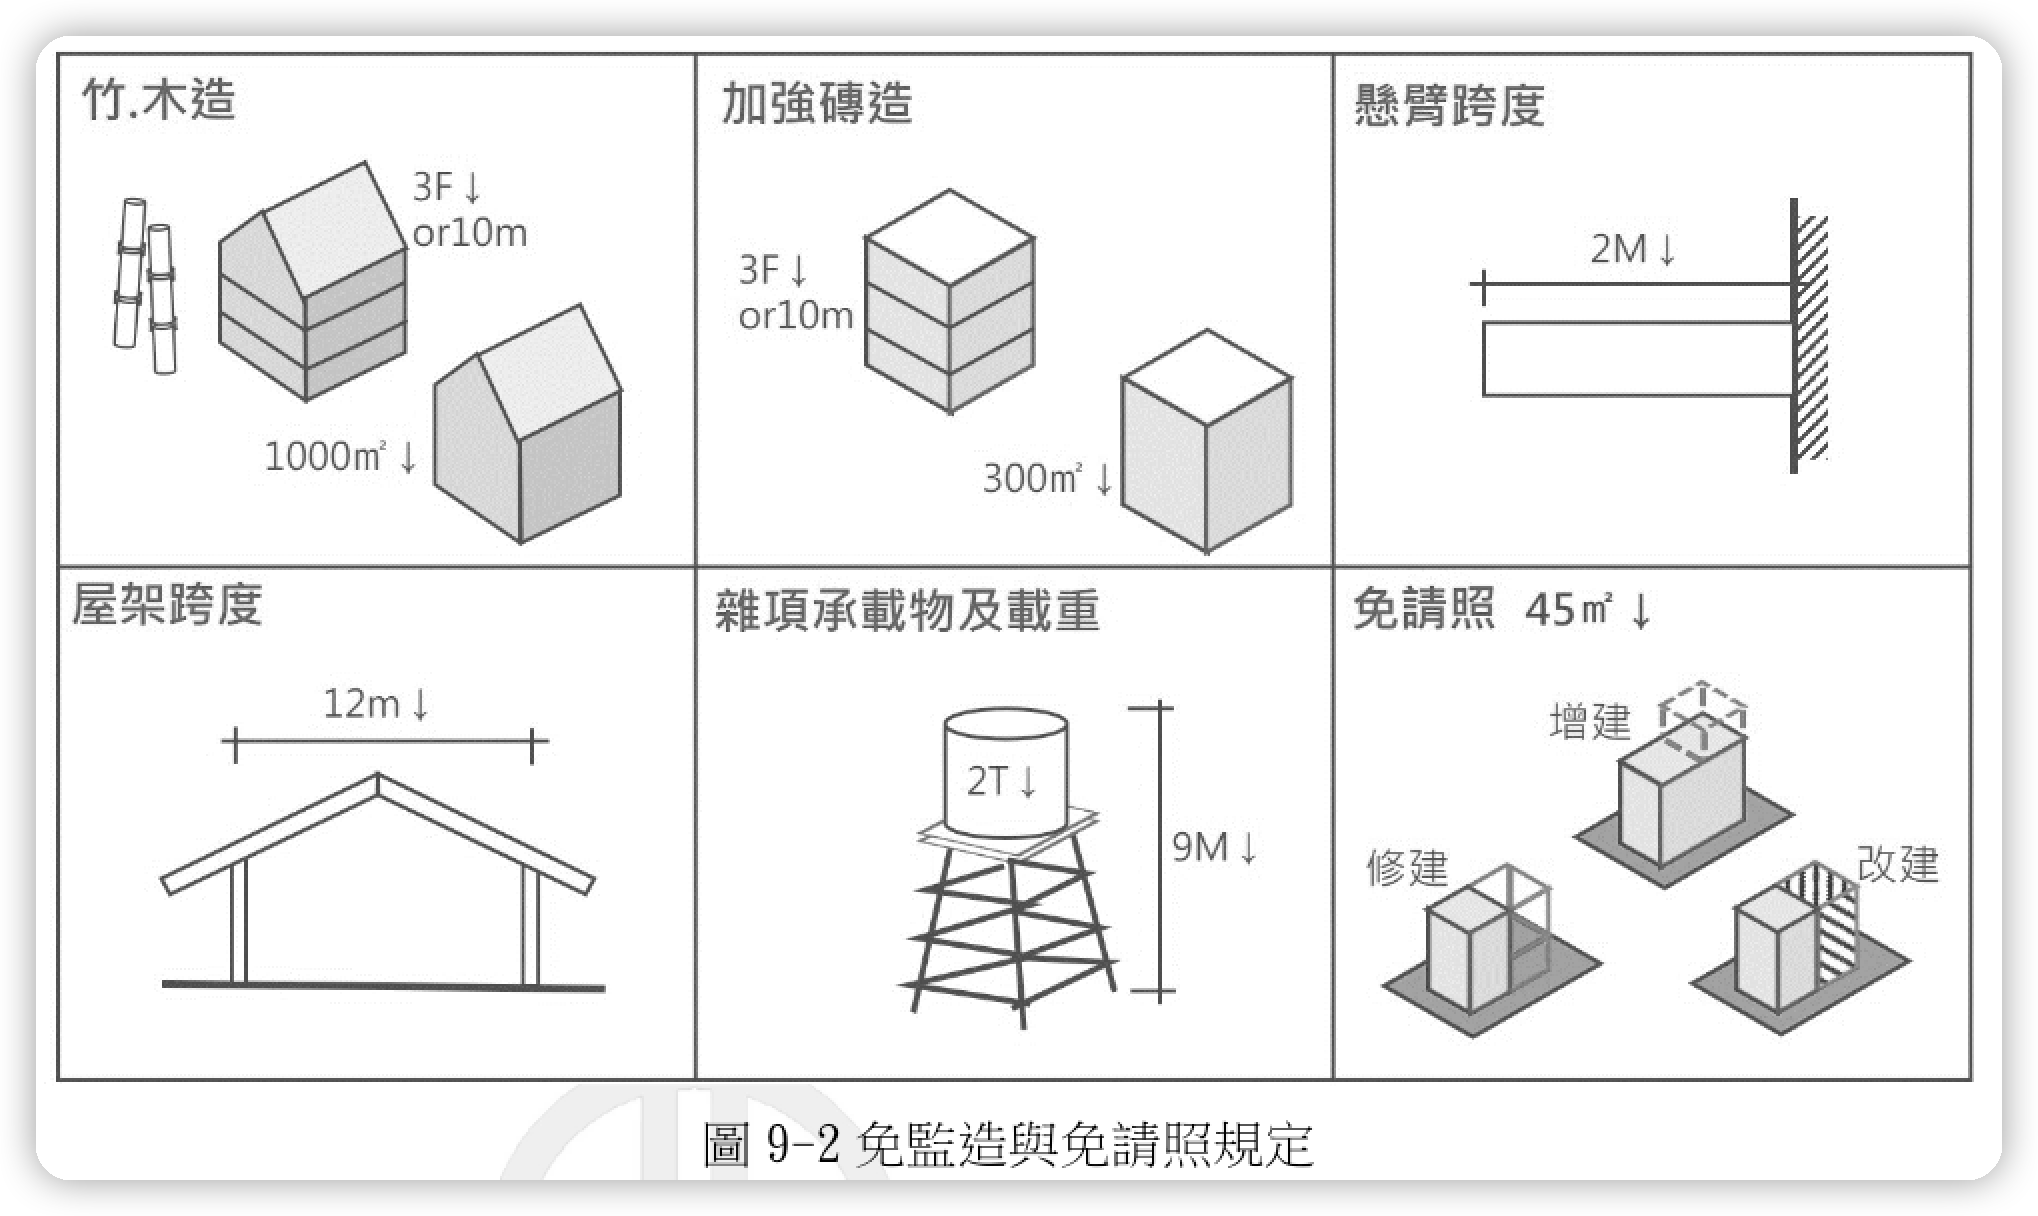 竹.木造
3F↓
or10m
1000㎡↓
加強磚造
3F↓
or10m
300㎡↓
懸臂跨度
2M↓
屋架跨度
12m↓
雜項承載物及載重
2T↓
9M↓
免請照 45㎡↓
增建
修建
改建
圖 9-2 免監造與免請照規定